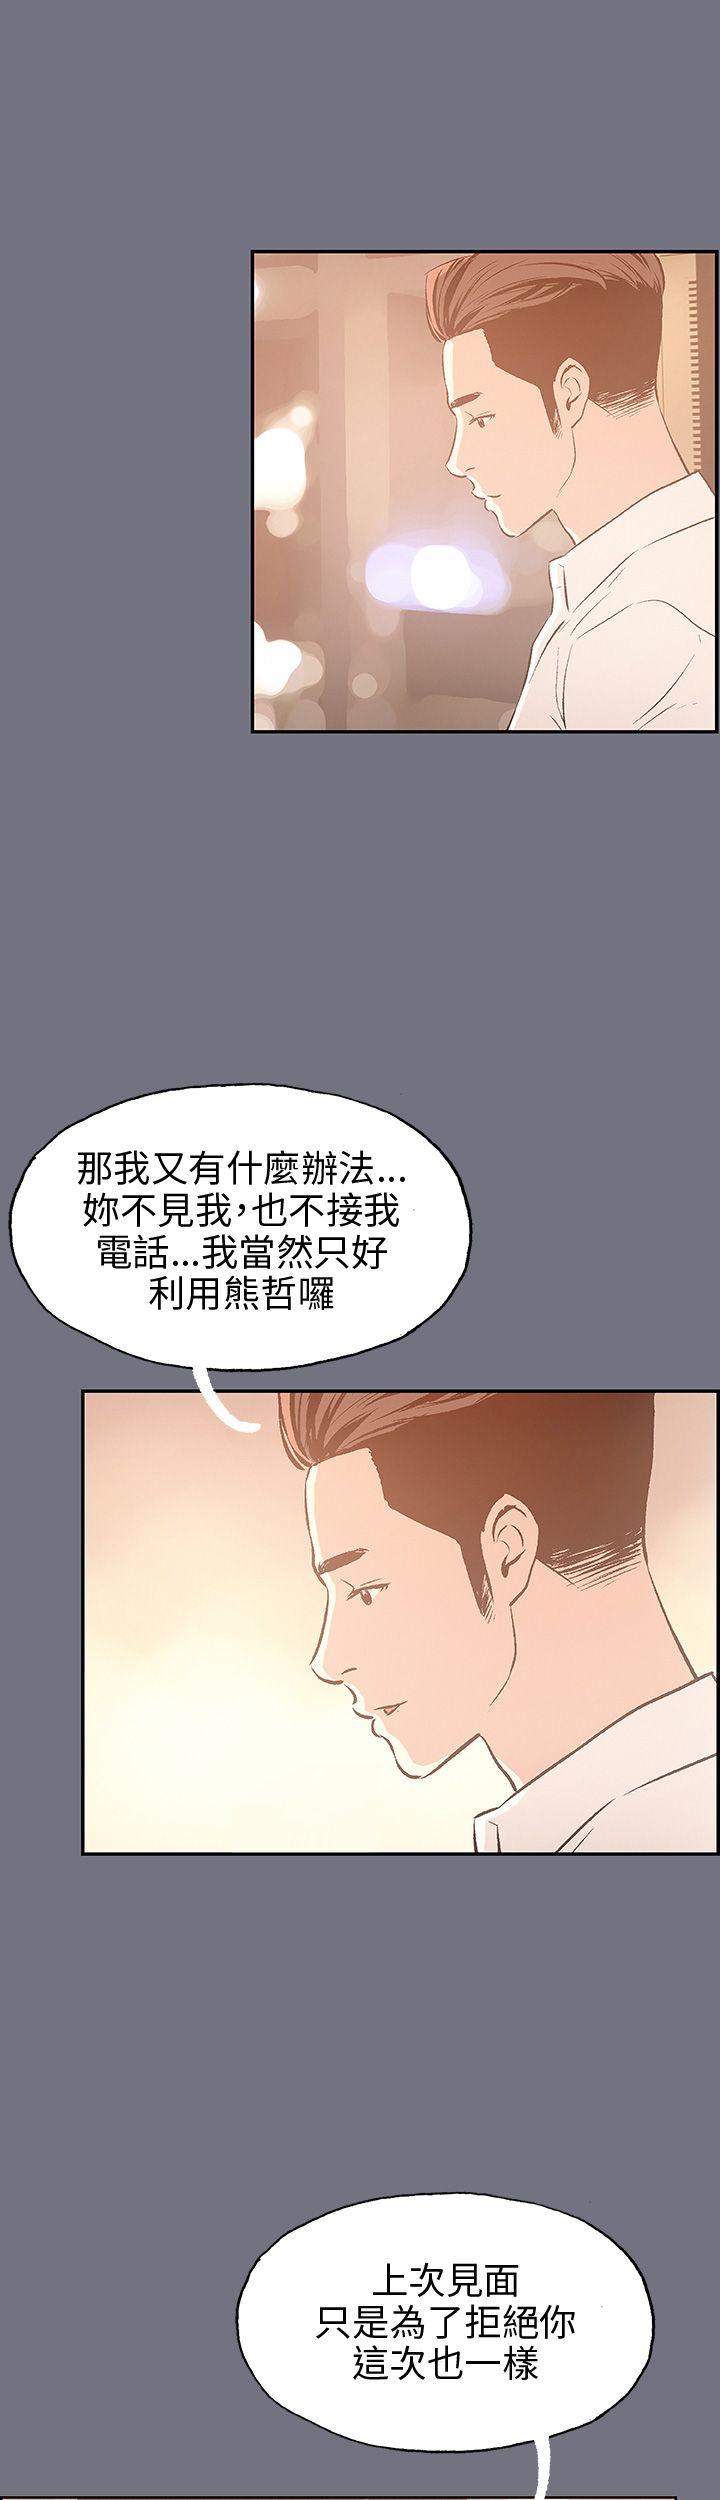 那我又有什麼辦法...
妳不見我，也不接我
電話...我當然只好
利用熊哲囉
上次見面
只是為了拒絕你
這次也一樣